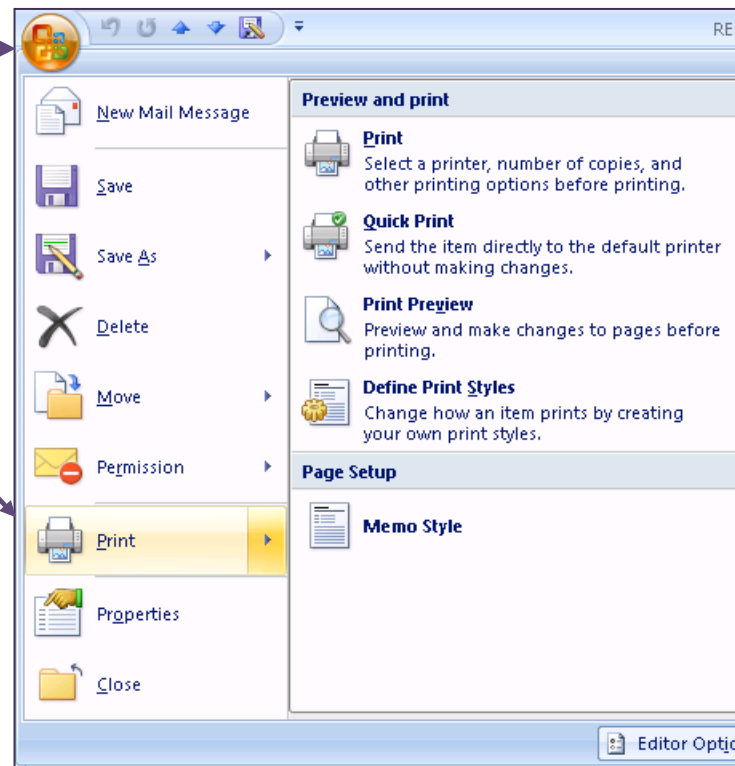 RE
New Mail Message
Save
Save As
Delete
Move
Permission
Print
Properties
Close
Preview and print
Print
Select a printer, number of copies, and
other printing options before printing.
Quick Print
Send the item directly to the default printer
without making changes.
Print Preview
Preview and make changes to pages before
printing.
Define Print Styles
Change how an item prints by creating
your own print styles.
Page Setup
Memo Style
Editor Optio